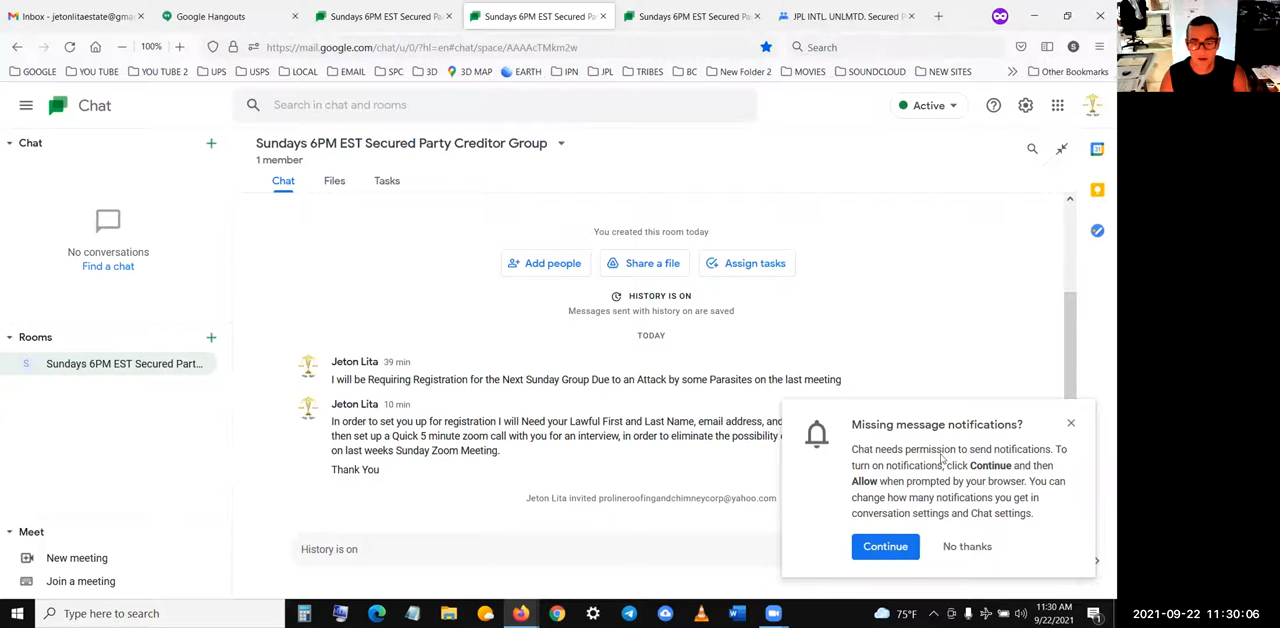 Inbox - jetonlitaestate@gma
Google Hangouts
Sundays 6PM EST Secured Pa
Sundays 6PM EST Secured Pa
Sundays 6PM EST Secured Pa
JPL INTL. UNLMTD. Secured P
100%
https://mail.google.com/chat/u/0/?hl=en#chat/space/AAAAcTMkm2w
Search
GOOGLE
YOU TUBE
YOU TUBE 2
UPS
USPS
LOCAL
EMAIL
SPC
3D
3D MAP
EARTH
IPN
JPL
TRIBES
BC
New Folder 2
MOVIES
SOUNDCLOUD
NEW SITES
Other Bookmarks
Chat
Search in chat and rooms
Active
Chat
Sundays 6PM EST Secured Party Creditor Group
1 member
Chat Files Tasks
No conversations
Find a chat
You created this room today
Add people
Share a file
Assign tasks
HISTORY IS ON
Messages sent with history on are saved
TODAY
Rooms
S Sundays 6PM EST Secured Part...
Jeton Lita 39 min
I will be Requiring Registration for the Next Sunday Group Due to an Attack by some Parasites on the last meeting
Jeton Lita 10 min
In order to set you up for registration I will Need your Lawful First and Last Name, email address, and
then set up a Quick 5 minute zoom call with you for an interview, in order to eliminate the possibility
on last weeks Sunday Zoom Meeting.
Thank You
Jeton Lita invited prolineroofingandchimneycorp@yahoo.com
History is on
Missing message notifications?
Chat needs permission to send notifications. To
turn on notifications, click Continue and then
Allow when prompted by your browser. You can
change how many notifications you get in
conversation settings and Chat settings.
Continue
No thanks
Meet
New meeting
Join a meeting
Type here to search
75°F
11:30 AM
9/22/2021
2021-09-22 11:30:06